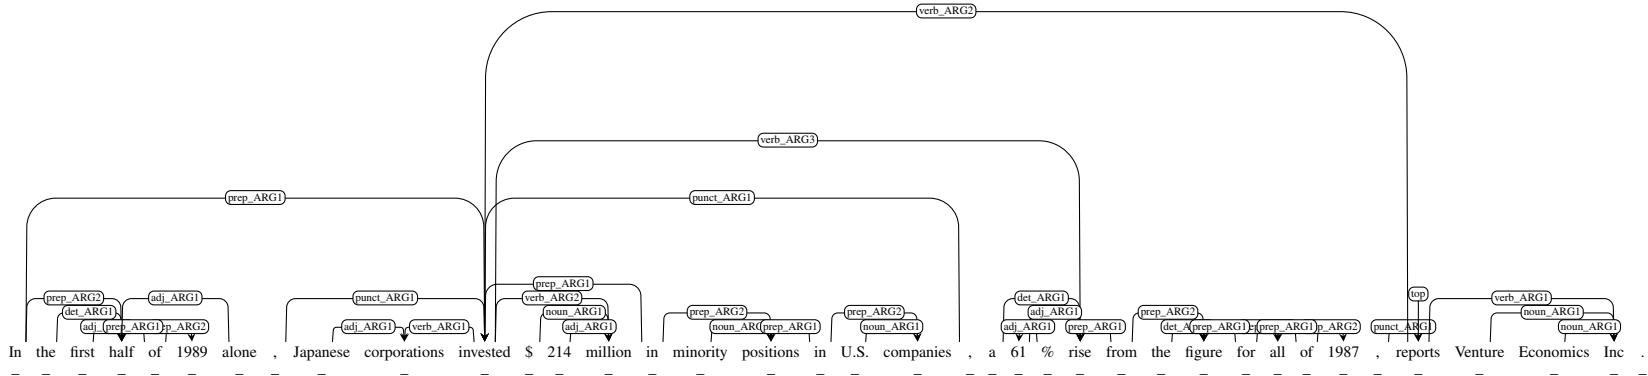 verb_ARG2
verb_ARG3
prep_ARG1 punct_ARG1
prep_ARG1
top
prep_ARG2 adj_ARG1 punct_ARG1 verb_ARG2 det_ARG1 verb_ARG1
det_ARG1 noun_ARG1 prep_ARG2 prep_ARG2 adj_ARG1 prep_ARG2 noun_ARG1
prep_ARG1 adj_ARG1 verb_ARG1 adj_ARG1 prep_ARG1 noun_ARG1 adj_ARG1 prep_ARG1 prep_ARG1 prep_ARG1 punct_ARG1 noun_ARG1
In the first half of 1989 alone , Japanese corporations invested $ 214 million in minority positions in U.S. companies , a 61 % rise from the figure for all of 1987 , reports Venture Economics Inc .